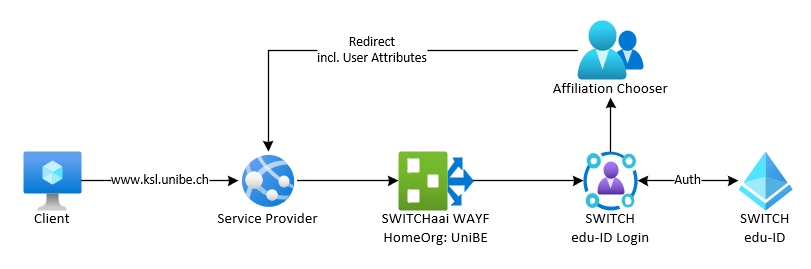 Redirect
incl. User Attributes
Affiliation Chooser
www.ksl.unibe.ch
Auth
Client
Service Provider
SWITCHaai WAYF
HomeOrg: UniBE
SWITCH
edu-ID Login
SWITCH
edu-ID